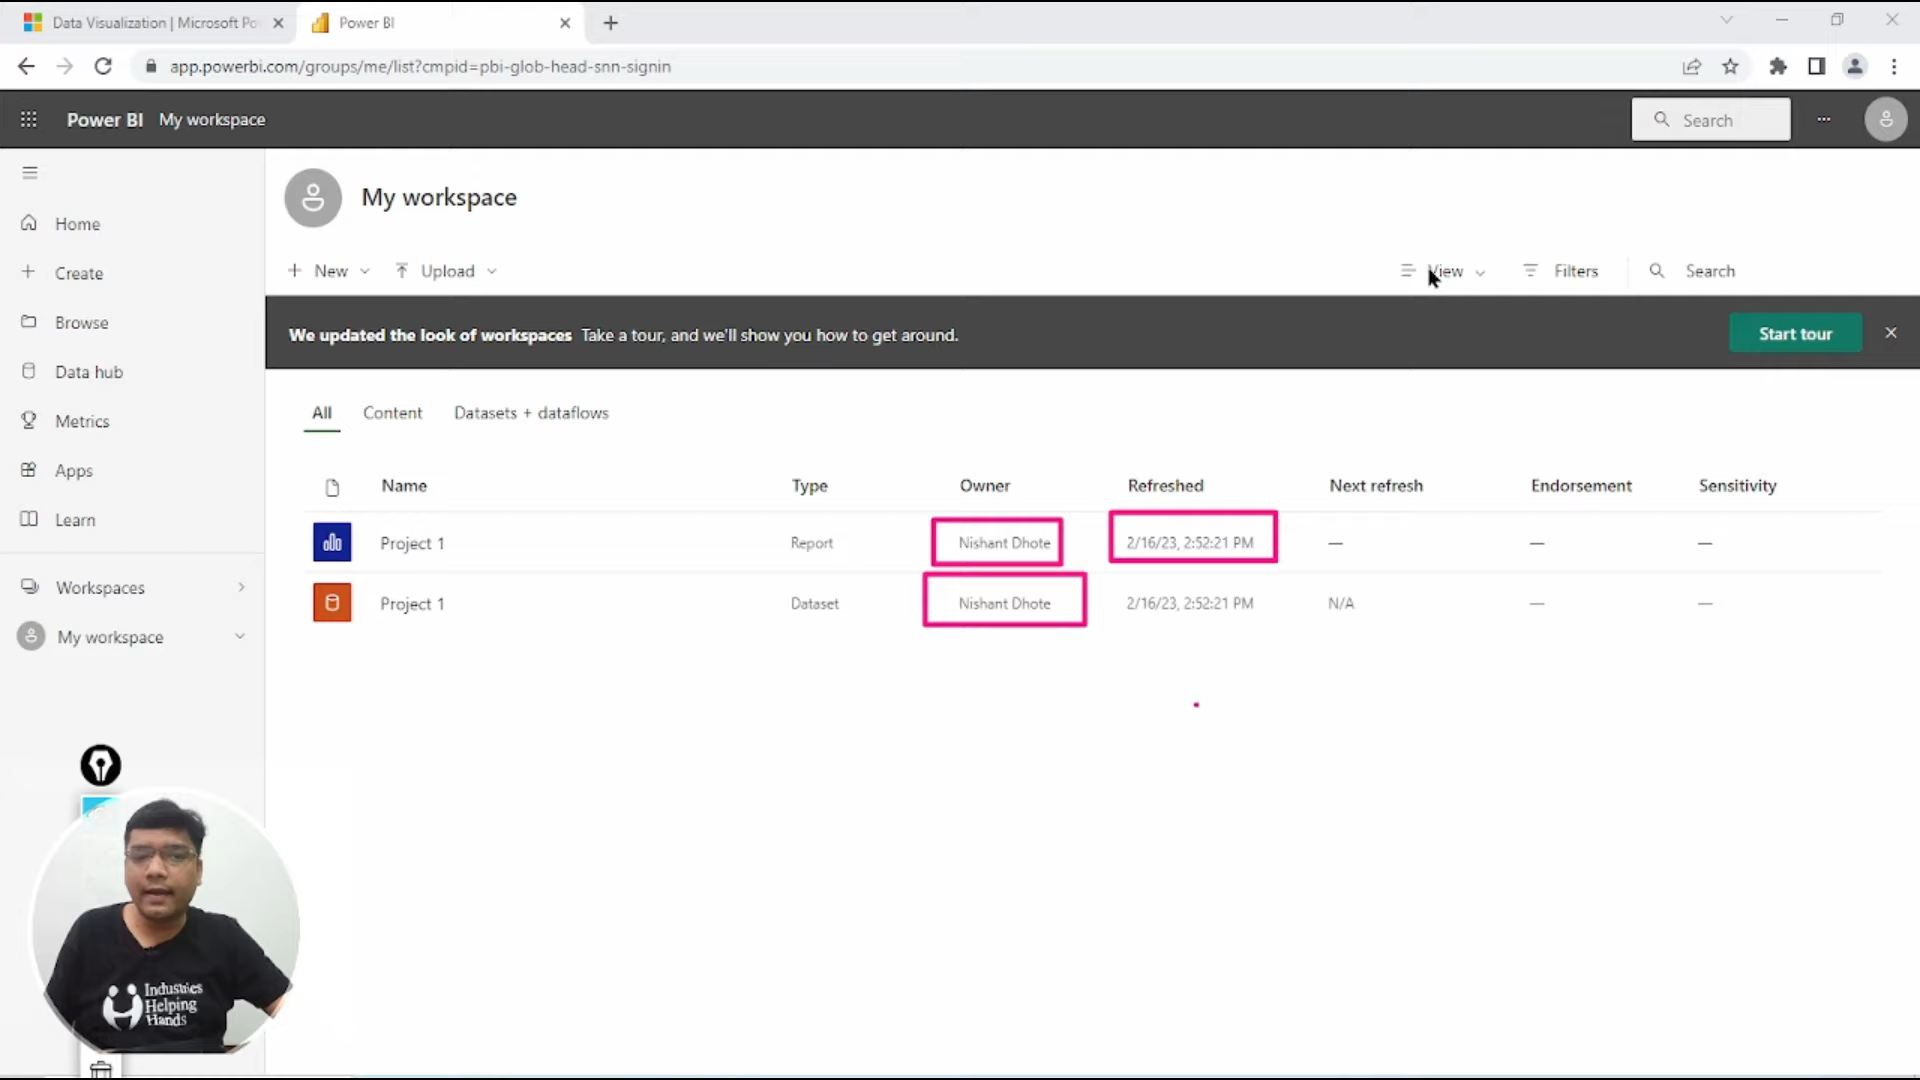 Data Visualization | Microsoft Po
Power BI
app.powerbi.com/groups/me/list?cmpid=pbi-glob-head-snn-signin
Power BI My workspace
Search
Home
Create
Browse
Data hub
Metrics
Apps
Learn
Workspaces
My workspace
My workspace
New
Upload
View
Filters
Search
We updated the look of workspaces Take a tour, and we'll show you how to get around.
Start tour
All Content Datasets + dataflows
Name Type Owner Refreshed Next refresh Endorsement Sensitivity
Project 1 Report Nishant Dhote 2/16/23, 2:52:21 PM — — —
Project 1 Dataset Nishant Dhote 2/16/23, 2:52:21 PM N/A — —
Industries
Helping
Hands